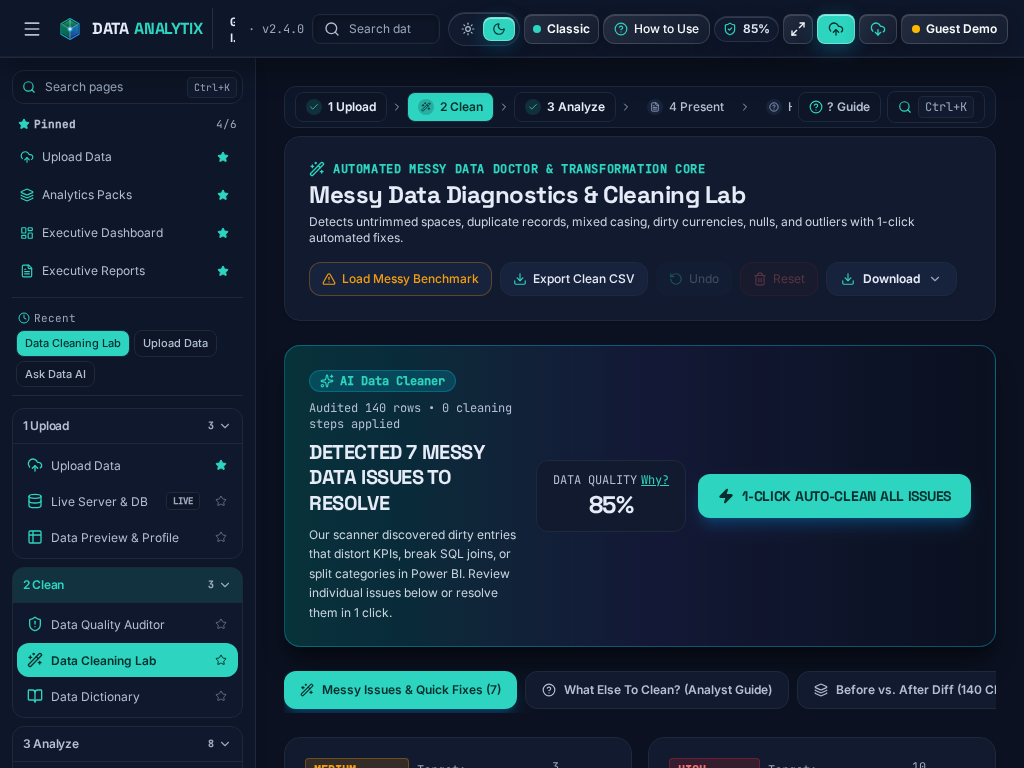 DATA ANALYTIX
· v2.4.0
Search dat
Classic
How to Use
85%
Guest Demo
Search pages
Ctrl+K
Pinned
4/6
Upload Data
Analytics Packs
Executive Dashboard
Executive Reports
Recent
Data Cleaning Lab
Upload Data
Ask Data AI
1 Upload
3
Upload Data
Live Server & DB
LIVE
Data Preview & Profile
2 Clean
3
Data Quality Auditor
Data Cleaning Lab
Data Dictionary
3 Analyze
8
1 Upload
2 Clean
3 Analyze
4 Present
? Guide
Ctrl+K
AUTOMATED MESSY DATA DOCTOR & TRANSFORMATION CORE
Messy Data Diagnostics & Cleaning Lab
Detects untrimmed spaces, duplicate records, mixed casing, dirty currencies, nulls, and outliers with 1-click
automated fixes.
Load Messy Benchmark
Export Clean CSV
Undo
Reset
Download
AI Data Cleaner
Audited 140 rows • 0 cleaning
steps applied
DETECTED 7 MESSY
DATA ISSUES TO
RESOLVE
Our scanner discovered dirty entries
that distort KPIs, break SQL joins, or
split categories in Power BI. Review
individual issues below or resolve
them in 1 click.
DATA QUALITY Why?
85%
1-CLICK AUTO-CLEAN ALL ISSUES
Messy Issues & Quick Fixes (7)
What Else To Clean? (Analyst Guide)
Before vs. After Diff (140 Cl
MEDIUM
Target:
3
HIGH
Target:
10